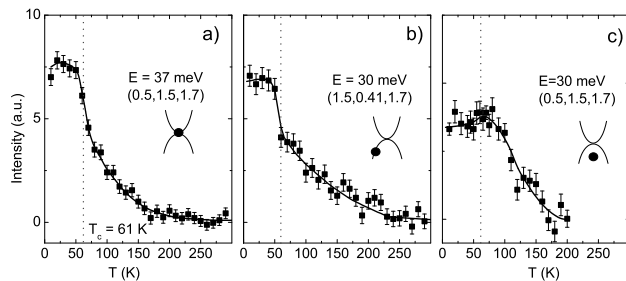 a)
b)
c)
E = 37 meV
(0.5,1.5,1.7)
E = 30 meV
(1.5,0.41,1.7)
E=30 meV
(0.5,1.5,1.7)
Intensity (a.u.)
10
5
0
T_c = 61 K
0 50 100 150 200 250
0 50 100 150 200 250
0 50 100 150 200 250
T (K)
T (K)
T (K)